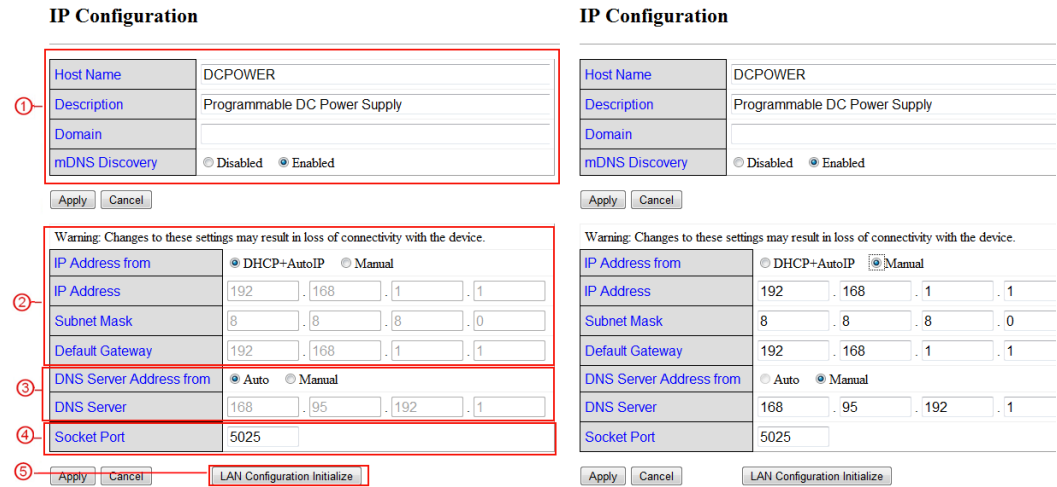 IP Configuration
① Host Name DCPOWER
Description Programmable DC Power Supply
Domain
mDNS Discovery Disabled Enabled
Apply Cancel
Warning: Changes to these settings may result in loss of connectivity with the device.
② IP Address from DHCP+AutoIP Manual
IP Address 192 . 168 . 1 . 1
Subnet Mask 8 . 8 . 8 . 0
Default Gateway 192 . 168 . 1 . 1
③ DNS Server Address from Auto Manual
DNS Server 168 . 95 . 192 . 1
④ Socket Port 5025
⑤ Apply Cancel LAN Configuration Initialize
IP Configuration
Host Name DCPOWER
Description Programmable DC Power Supply
Domain
mDNS Discovery Disabled Enabled
Apply Cancel
Warning: Changes to these settings may result in loss of connectivity with the device.
IP Address from DHCP+AutoIP Manual
IP Address 192 . 168 . 1 . 1
Subnet Mask 8 . 8 . 8 . 0
Default Gateway 192 . 168 . 1 . 1
DNS Server Address from Auto Manual
DNS Server 168 . 95 . 192 . 1
Socket Port 5025
Apply Cancel LAN Configuration Initialize